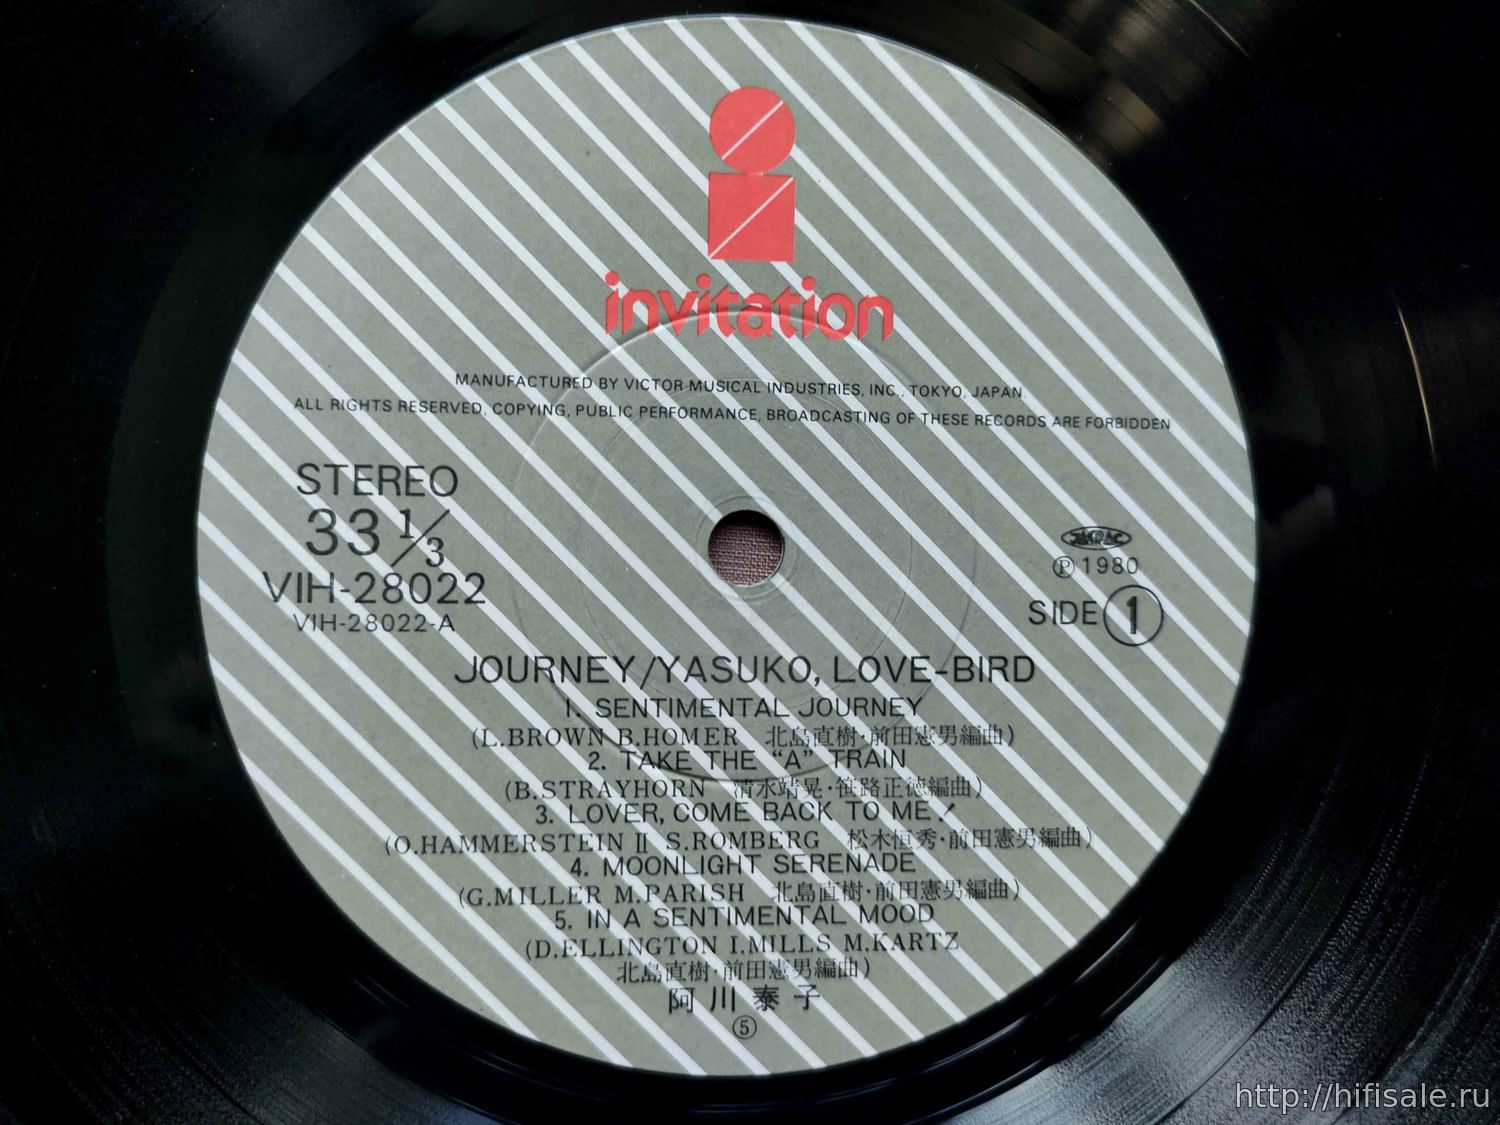 invitation
MANUFACTURED BY VICTOR MUSICAL INDUSTRIES, INC., TOKYO, JAPAN.
ALL RIGHTS RESERVED, COPYING, PUBLIC PERFORMANCE, BROADCASTING OF THESE RECORDS ARE FORBIDDEN
STEREO
33 1/3
VIH-28022
VIH-28022-A
JASRAC
Ⓟ 1980
SIDE 1
JOURNEY/YASUKO, LOVE-BIRD
1. SENTIMENTAL JOURNEY
(L.BROWN B.HOMER 北島直樹・前田憲男編曲)
2. TAKE THE "A" TRAIN
(B.STRAYHORN 清水靖晃・笹路正徳編曲)
3. LOVER, COME BACK TO ME!
(O.HAMMERSTEIN II S.ROMBERG 松木恒秀・前田憲男編曲)
4. MOONLIGHT SERENADE
(G.MILLER M.PARISH 北島直樹・前田憲男編曲)
5. IN A SENTIMENTAL MOOD
(D.ELLINGTON I.MILLS M.KARTZ
北島直樹・前田憲男編曲)
阿川泰子
⑤
http://hifisale.ru